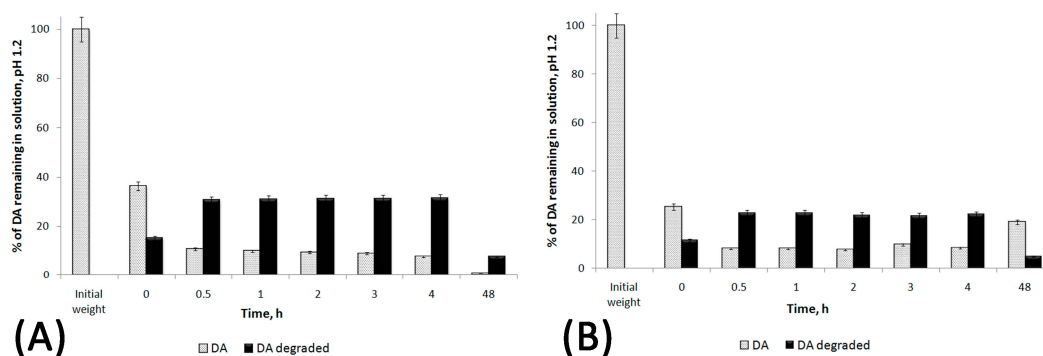 % of DA remaining in solution, pH 1.2
100
80
60
40
20
0
Initial weight
0
0.5
1
2
3
4
48
Time, h
DA
DA degraded
(A)
% of DA remaining in solution, pH 1.2
100
80
60
40
20
0
Initial weight
0
0.5
1
2
3
4
48
Time, h
DA
DA degraded
(B)